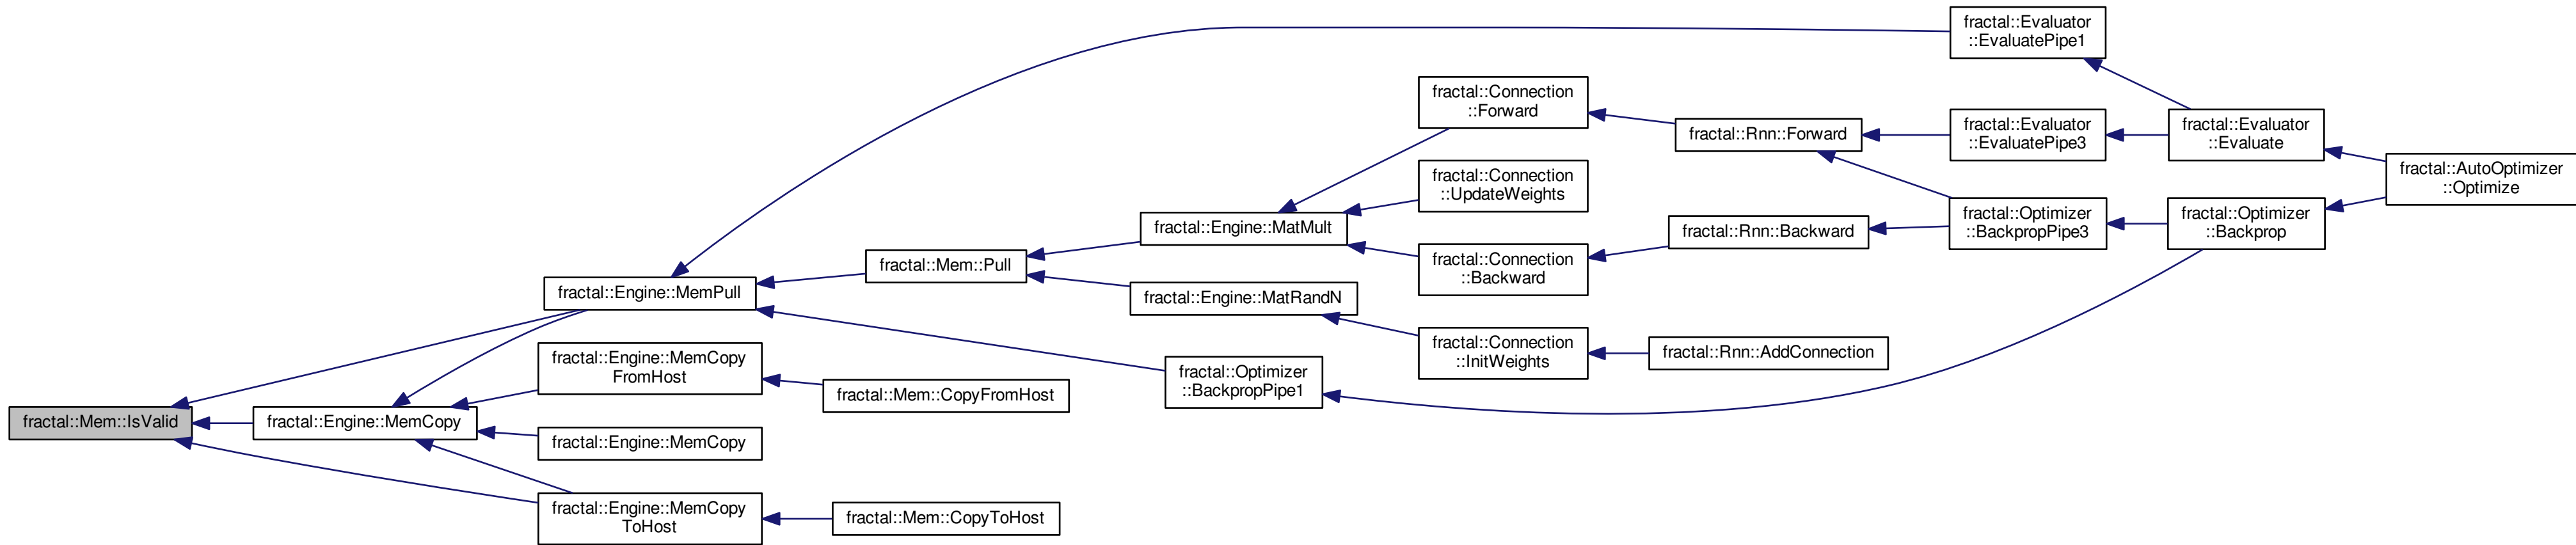 fractal::Mem::IsValid
fractal::Engine::MemPull
fractal::Engine::MemCopy
fractal::Engine::MemCopy
FromHost
fractal::Engine::MemCopy
fractal::Engine::MemCopy
ToHost
fractal::Mem::Pull
fractal::Mem::CopyFromHost
fractal::Mem::CopyToHost
fractal::Engine::MatMult
fractal::Engine::MatRandN
fractal::Optimizer
::BackpropPipe1
fractal::Connection
::Forward
fractal::Connection
::UpdateWeights
fractal::Connection
::Backward
fractal::Connection
::InitWeights
fractal::Rnn::Forward
fractal::Rnn::Backward
fractal::Rnn::AddConnection
fractal::Evaluator
::EvaluatePipe1
fractal::Evaluator
::EvaluatePipe3
fractal::Optimizer
::BackpropPipe3
fractal::Evaluator
::Evaluate
fractal::Optimizer
::Backprop
fractal::AutoOptimizer
::Optimize